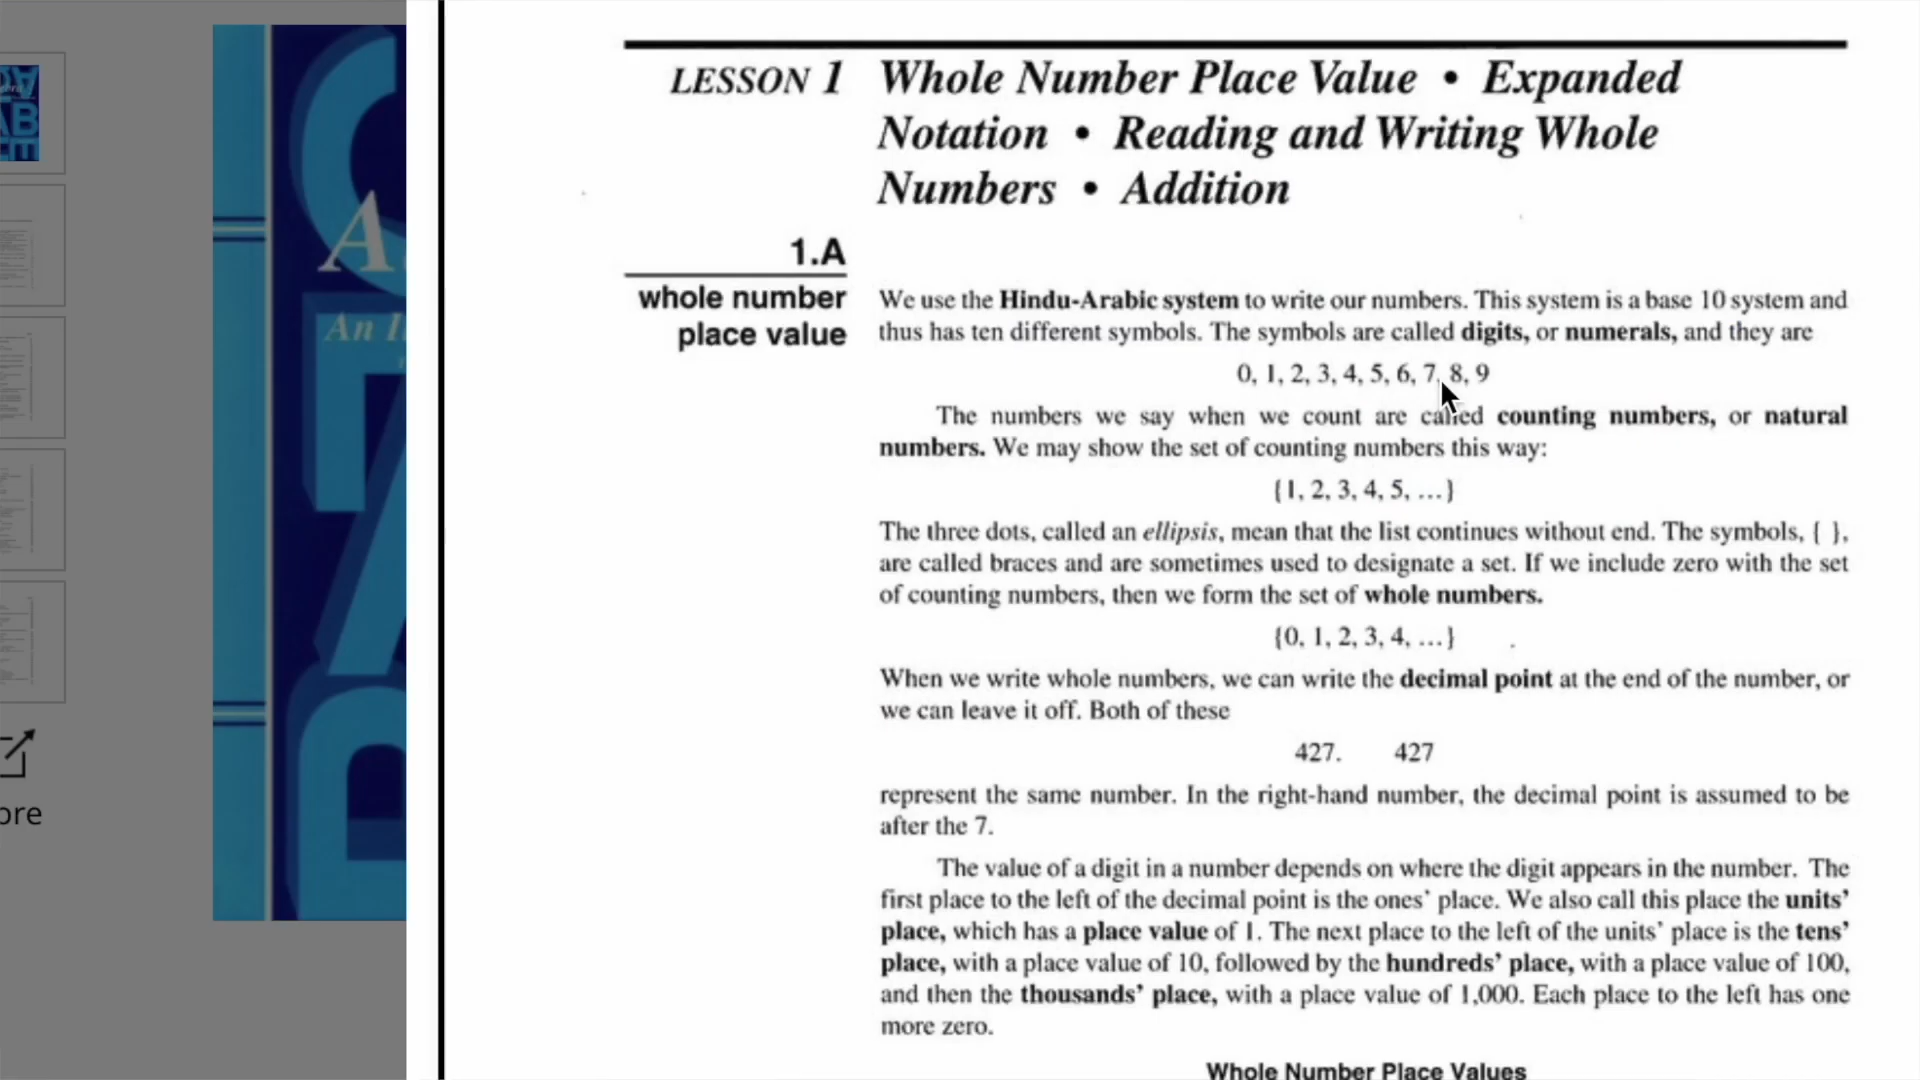 LESSON 1 Whole Number Place Value • Expanded
Notation • Reading and Writing Whole
Numbers • Addition
1.A
whole number
place value
We use the Hindu-Arabic system to write our numbers. This system is a base 10 system and
thus has ten different symbols. The symbols are called digits, or numerals, and they are
0, 1, 2, 3, 4, 5, 6, 7, 8, 9
The numbers we say when we count are called counting numbers, or natural
numbers. We may show the set of counting numbers this way:
{1, 2, 3, 4, 5, ...}
The three dots, called an ellipsis, mean that the list continues without end. The symbols, { },
are called braces and are sometimes used to designate a set. If we include zero with the set
of counting numbers, then we form the set of whole numbers.
{0, 1, 2, 3, 4, ...}
When we write whole numbers, we can write the decimal point at the end of the number, or
we can leave it off. Both of these
427. 427
represent the same number. In the right-hand number, the decimal point is assumed to be
after the 7.
The value of a digit in a number depends on where the digit appears in the number. The
first place to the left of the decimal point is the ones' place. We also call this place the units'
place, which has a place value of 1. The next place to the left of the units' place is the tens'
place, with a place value of 10, followed by the hundreds' place, with a place value of 100,
and then the thousands' place, with a place value of 1,000. Each place to the left has one
more zero.
Whole Number Place Values
A
An I
ore